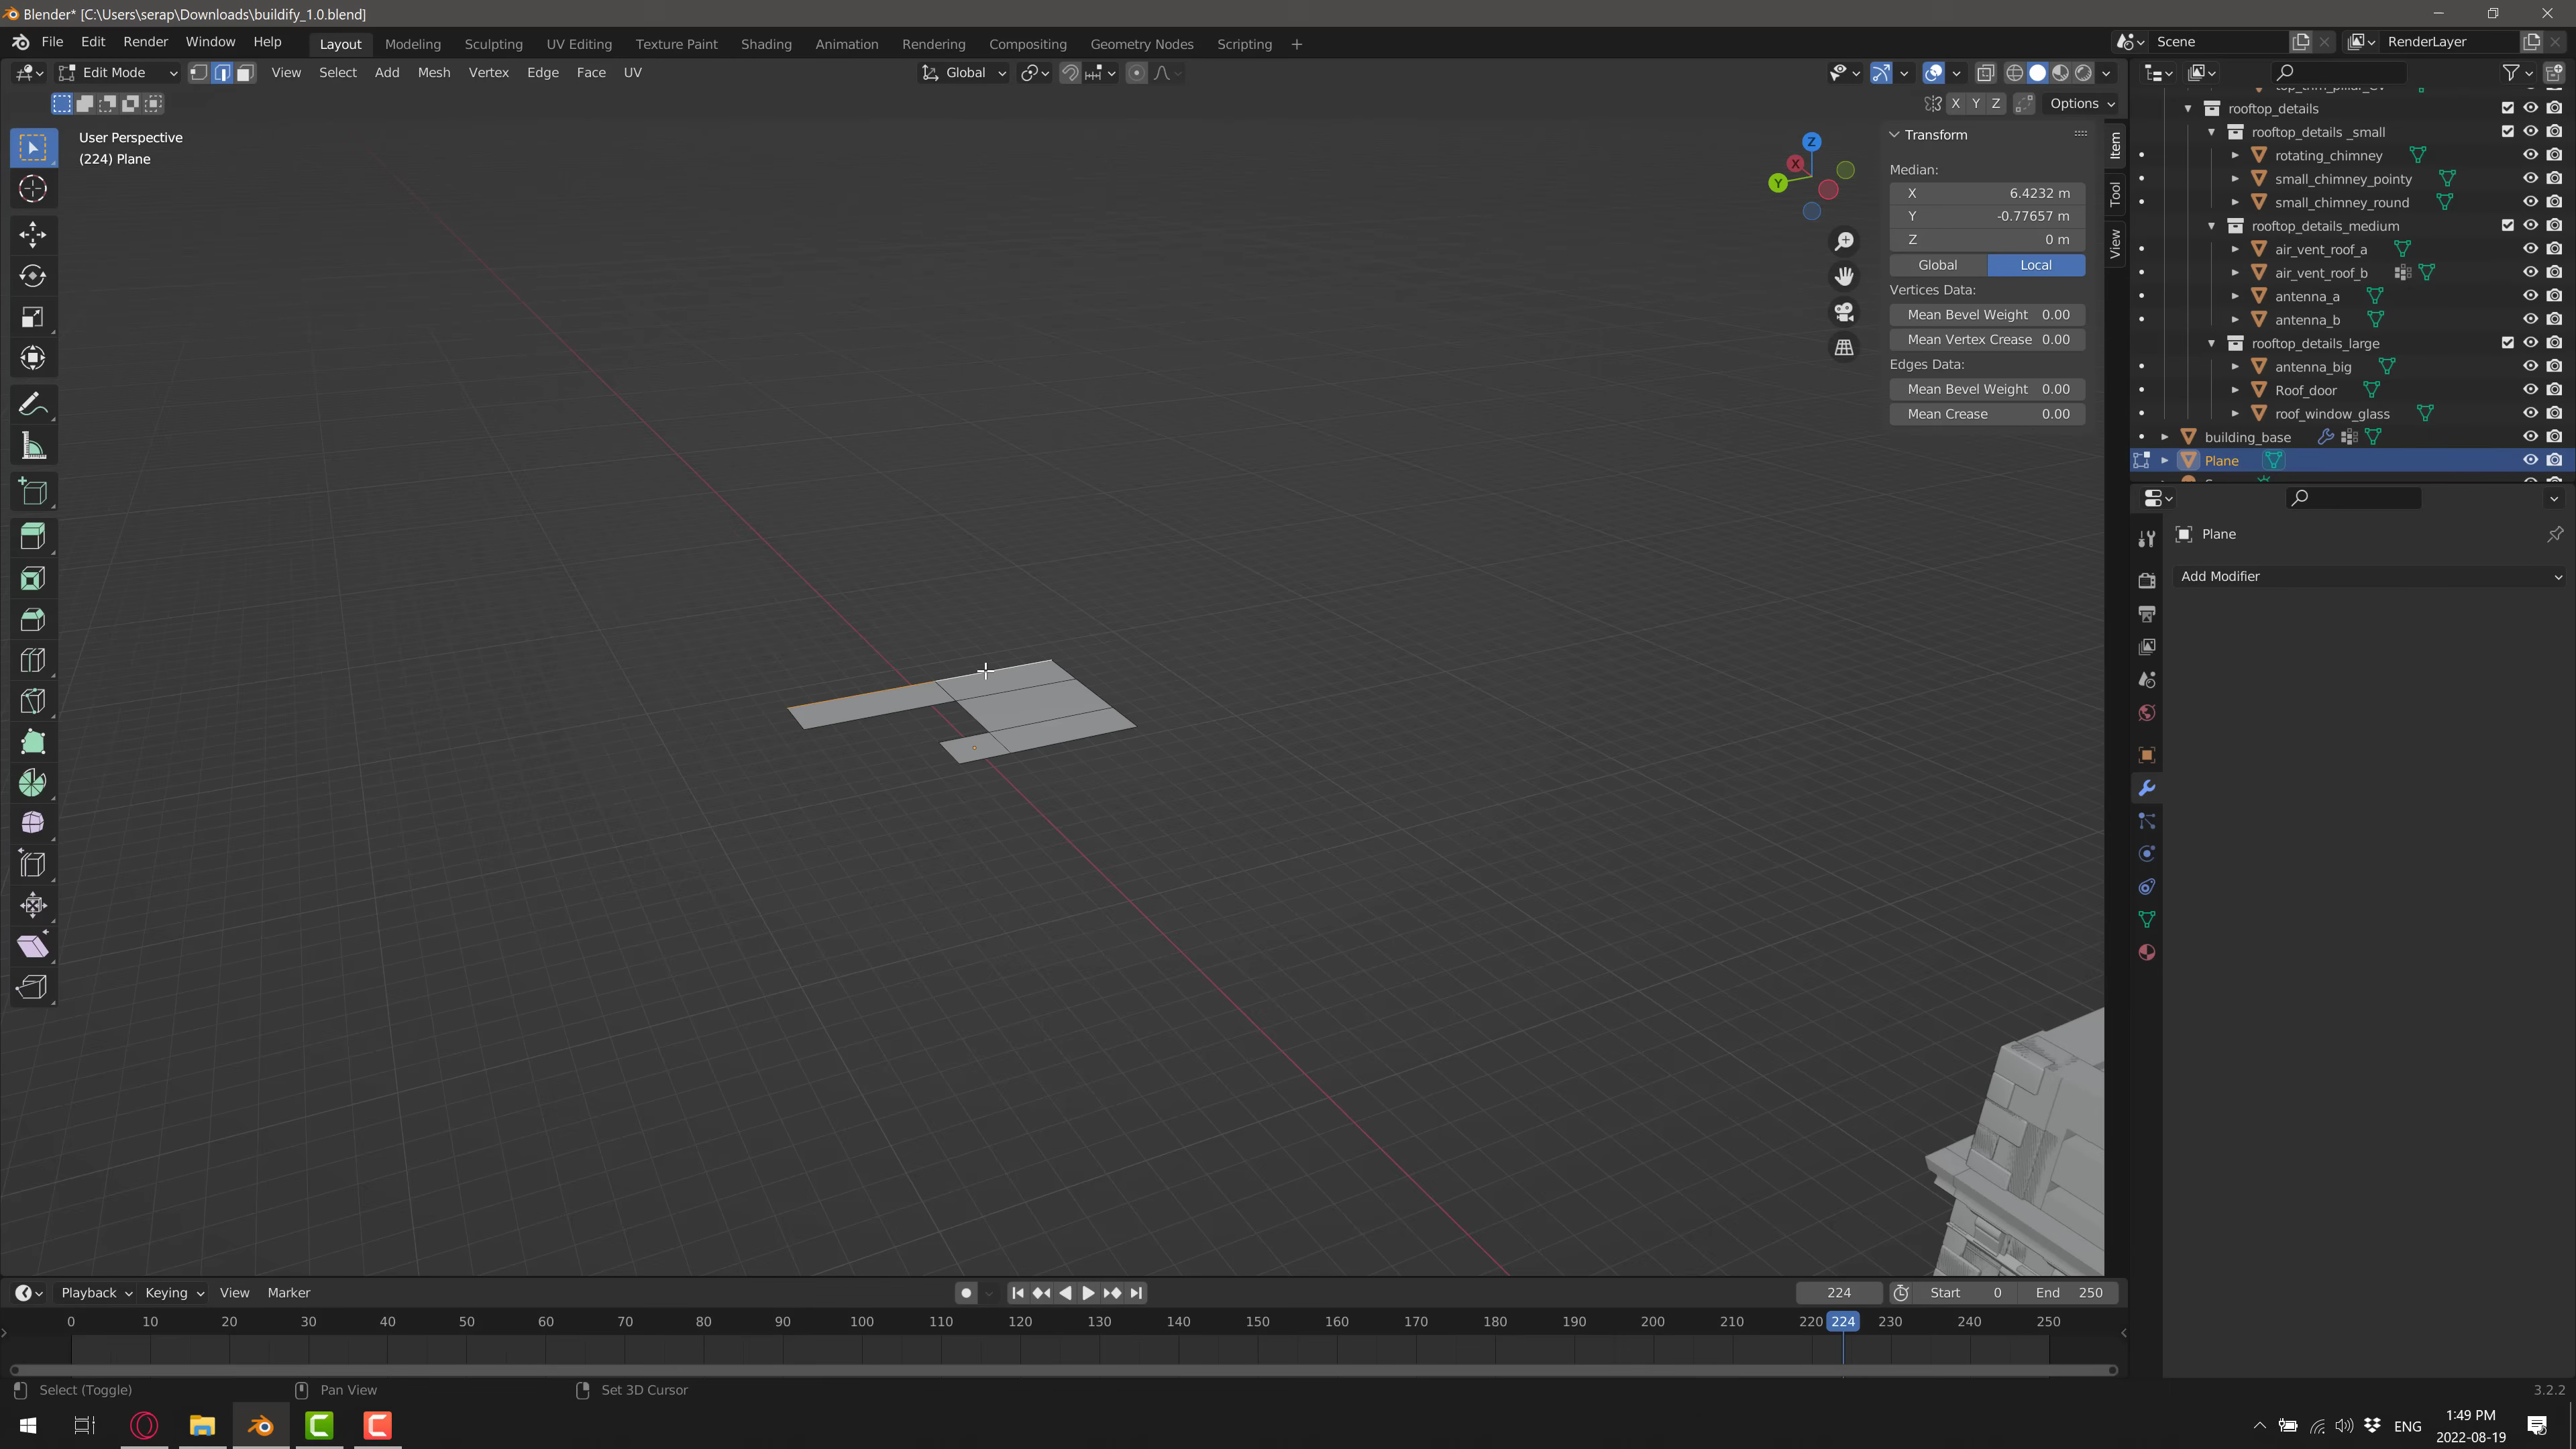 Blender* [C:\Users\serap\Downloads\buildify_1.0.blend]
File Edit Render Window Help Layout Modeling Sculpting UV Editing Texture Paint Shading Animation Rendering Compositing Geometry Nodes Scripting + Scene RenderLayer
Edit Mode View Select Add Mesh Vertex Edge Face UV Global
X Y Z Options
User Perspective
(224) Plane
Z
X
Y
Transform
Median:
X 6.4232 m
Y -0.77657 m
Z 0 m
Global Local
Vertices Data:
Mean Bevel Weight 0.00
Mean Vertex Crease 0.00
Edges Data:
Mean Bevel Weight 0.00
Mean Crease 0.00
Item
Tool
View
rooftop_details
rooftop_details _small
rotating_chimney
small_chimney_pointy
small_chimney_round
rooftop_details_medium
air_vent_roof_a
air_vent_roof_b
antenna_a
antenna_b
rooftop_details_large
antenna_big
Roof_door
roof_window_glass
building_base
Plane
Plane
Add Modifier
Playback Keying View Marker 224 Start 0 End 250
0 10 20 30 40 50 60 70 80 90 100 110 120 130 140 150 160 170 180 190 200 210 220 224 230 240 250
Select (Toggle) Pan View Set 3D Cursor 3.2.2
ENG
1:49 PM
2022-08-19